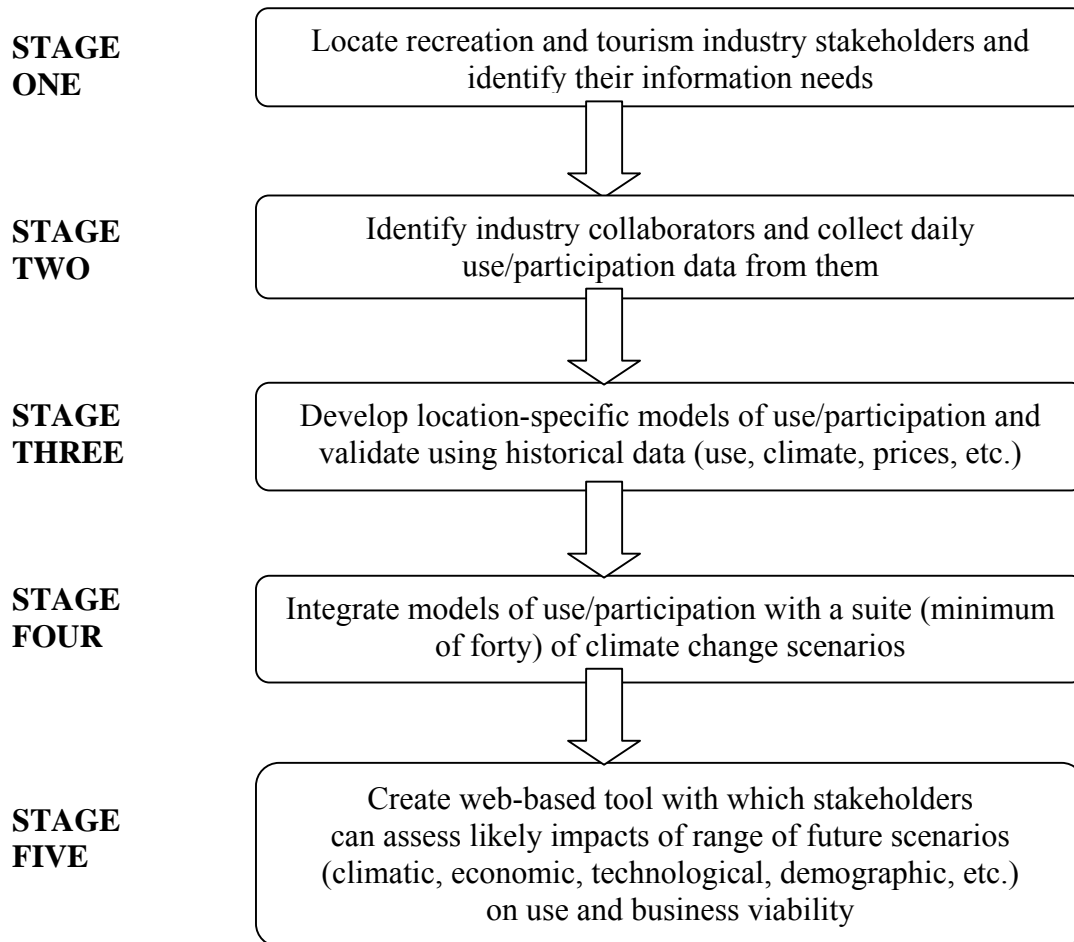 STAGE
ONE
Locate recreation and tourism industry stakeholders and
identify their information needs
STAGE
TWO
Identify industry collaborators and collect daily
use/participation data from them
STAGE
THREE
Develop location-specific models of use/participation and
validate using historical data (use, climate, prices, etc.)
STAGE
FOUR
Integrate models of use/participation with a suite (minimum
of forty) of climate change scenarios
STAGE
FIVE
Create web-based tool with which stakeholders
can assess likely impacts of range of future scenarios
(climatic, economic, technological, demographic, etc.)
on use and business viability